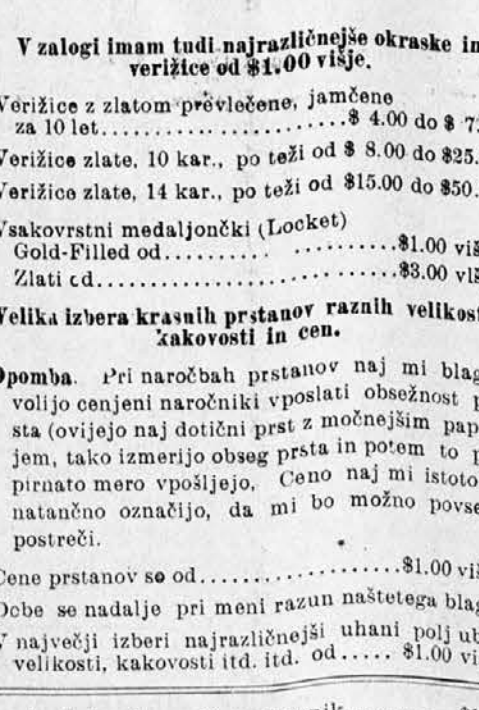 V zalogi imam tudi najrazličnejše okraske in
verižice od $1.00 višje.
Verižice z zlatom prevlečene, jamčene
za 10 let........................$ 4.00 do $ 7.
Verižice zlate, 10 kar., po teži od $ 8.00 do $25.
Verižice zlate, 14 kar., po teži od $15.00 do $50.
Vsakovrstni medaljončki (Locket)
Gold-Filled od.......... ..........$1.00 viš
Zlati cd.............................$3.00 viš
Velika izbera krasnih prstanov raznih velikost
kakovosti in cen.
Opomba. Pri naročbah prstanov naj mi blag
volijo cenjeni naročniki vposlati obsežnost p
sta (ovijejo naj dotični prst z močnejšim pap
jem, tako izmerijo obseg prsta in potem to p
pirnato mero vpošljejo, Ceno naj mi istoto
natančno označijo, da mi bo možno povse
postreči.
Cene prstanov so od...................$1.00 viš
Dobe se nadalje pri meni razun naštetega blag
V največji izberi najrazličnejši uhani polj ub
velikosti, kakovosti itd. itd. od..... $1.00 vi